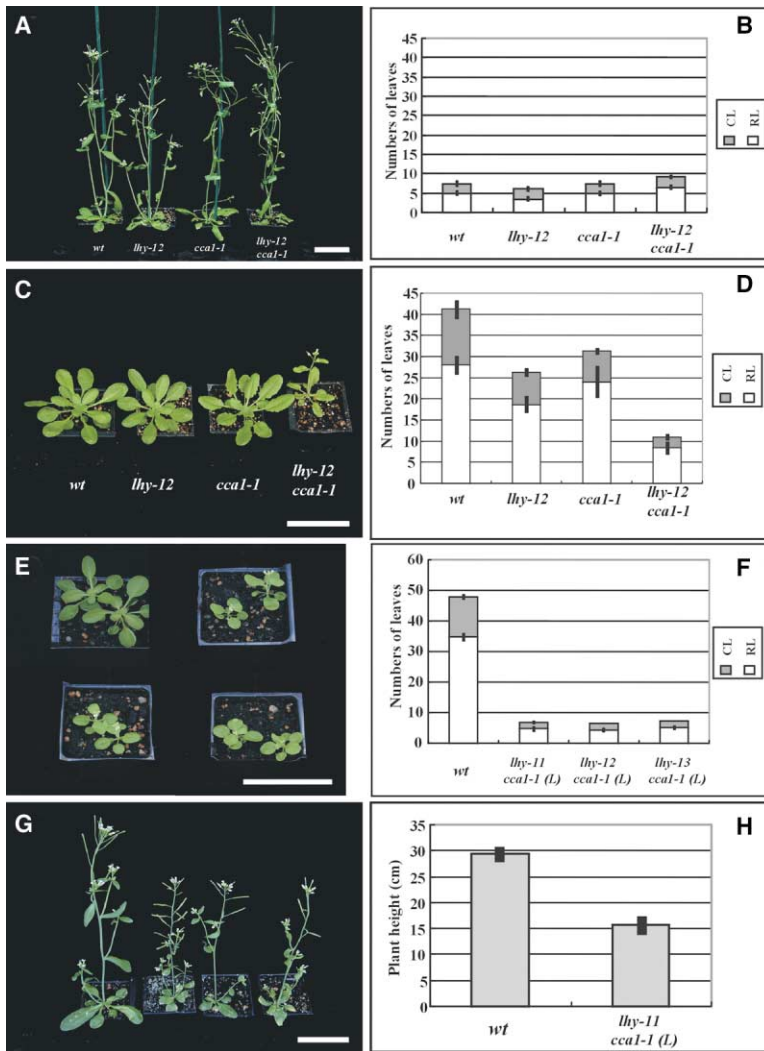 A
wt
lhy-12
cca1-1
lhy-12
cca1-1
B
Numbers of leaves
45
40
35
30
25
20
15
10
5
0
wt
lhy-12
cca1-1
lhy-12
cca1-1
CL
RL
C
wt
lhy-12
cca1-1
lhy-12
cca1-1
D
Numbers of leaves
45
40
35
30
25
20
15
10
5
0
wt
lhy-12
cca1-1
lhy-12
cca1-1
CL
RL
E
F
Numbers of leaves
60
50
40
30
20
10
0
wt
lhy-11
cca1-1 (L)
lhy-12
cca1-1 (L)
lhy-13
cca1-1 (L)
CL
RL
G
H
Plant height (cm)
35
30
25
20
15
10
5
0
wt
lhy-11
cca1-1 (L)